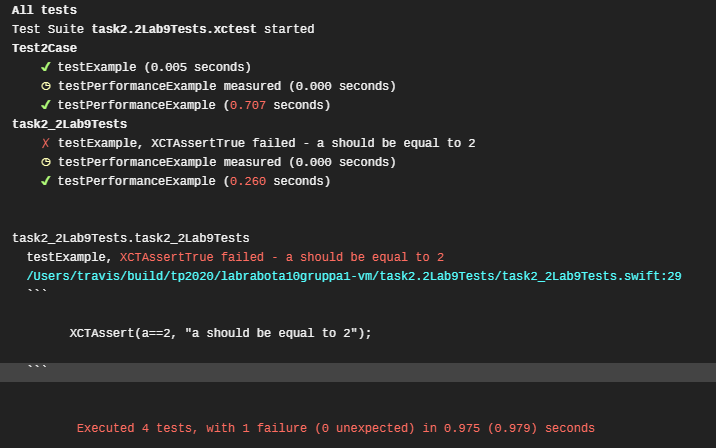 All tests
Test Suite task2.2Lab9Tests.xctest started
Test2Case
✔ testExample (0.005 seconds)
◷ testPerformanceExample measured (0.000 seconds)
✔ testPerformanceExample (0.707 seconds)
task2_2Lab9Tests
✗ testExample, XCTAssertTrue failed - a should be equal to 2
◷ testPerformanceExample measured (0.000 seconds)
✔ testPerformanceExample (0.260 seconds)
task2_2Lab9Tests.task2_2Lab9Tests
testExample, XCTAssertTrue failed - a should be equal to 2
/Users/travis/build/tp2020/labrabota10gruppa1-vm/task2.2Lab9Tests/task2_2Lab9Tests.swift:29
```
XCTAssert(a==2, "a should be equal to 2");
```
Executed 4 tests, with 1 failure (0 unexpected) in 0.975 (0.979) seconds